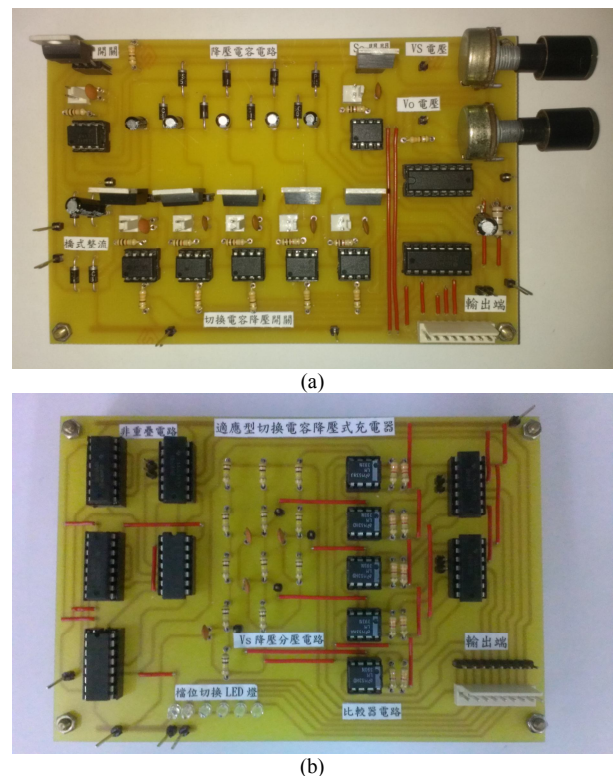 開關
降壓電容電路
VS 電壓
Vo 電壓
橋式整流
切換電容降壓開關
輸出端
(a)
非重疊電路
適應型切換電容降壓式充電器
Vs 降壓分壓電路
輸出端
檔位切換 LED 燈
比較器電路
(b)